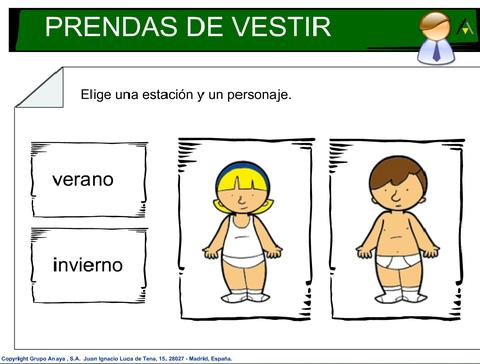 PRENDAS DE VESTIR
Elige una estación y un personaje.
verano
invierno
Copyright Grupo Anaya , S.A. Juan Ignacio Luca de Tena, 15. 28027 - Madrid, España.